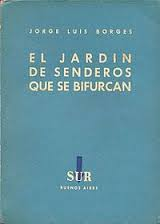 JORGE LUIS BORGES
EL JARDIN
DE SENDEROS
QUE SE BIFURCAN
SUR
BUENOS AIRES